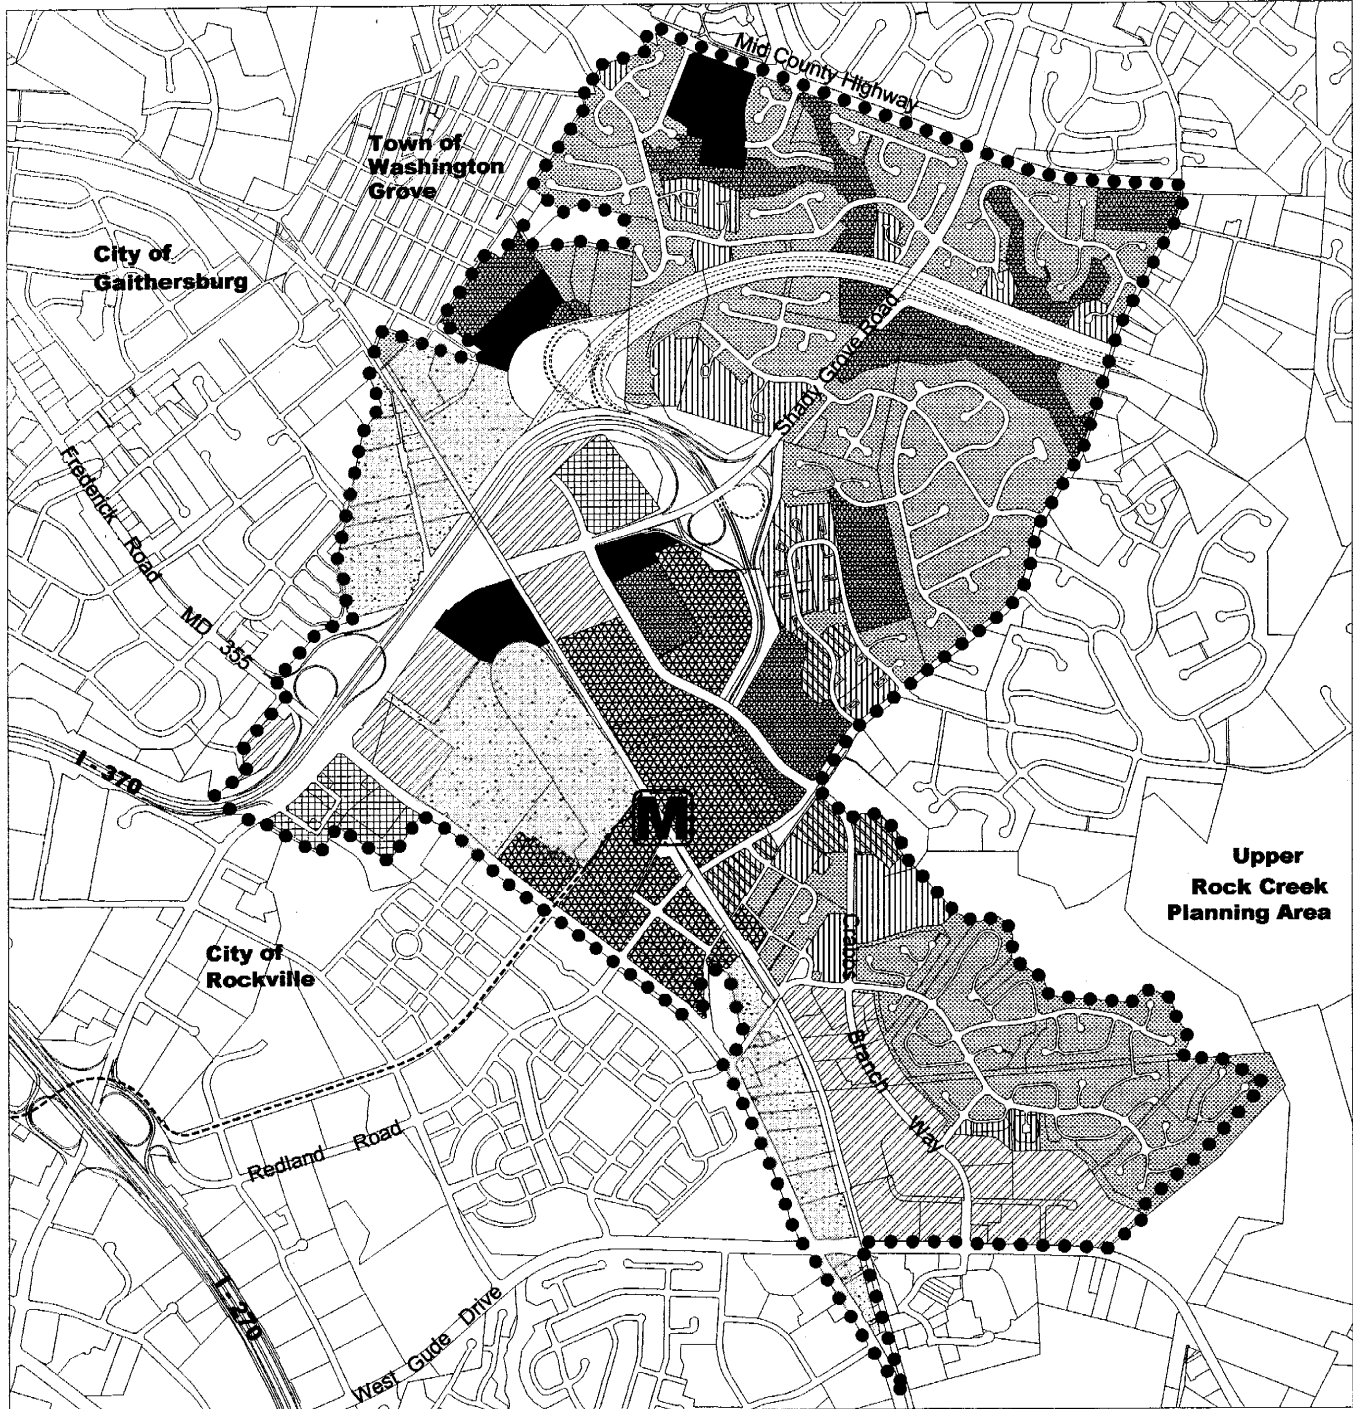 Mid County Highway
Town of
Washington
Grove
City of
Gaithersburg
Shady Grove Road
Frederick Road
MD 355
I - 370
M
Upper
Rock Creek
Planning Area
City of
Rockville
Crabbs
Branch
Way
Redland Road
I - 270
West Gude Drive